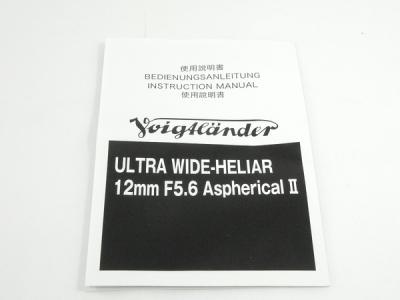 使用説明書
BEDIENUNGSANLEITUNG
INSTRUCTION MANUAL
使用說明書
Voigtländer
ULTRA WIDE-HELIAR
12mm F5.6 Aspherical II